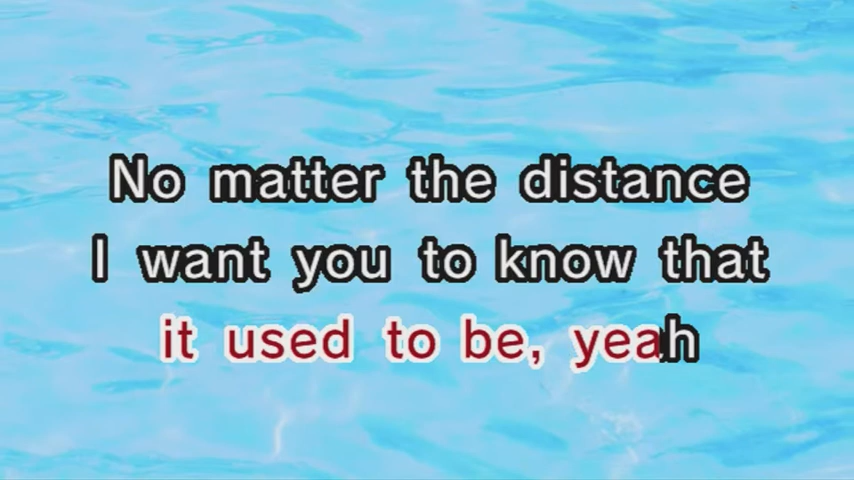 No matter the distance
I want you to know that
it used to be, yeah